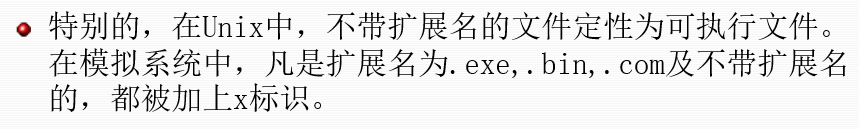 特别的，在Unix中，不带扩展名的文件定性为可执行文件。
在模拟系统中，凡是扩展名为.exe,.bin,.com及不带扩展名
的，都被加上x标识。